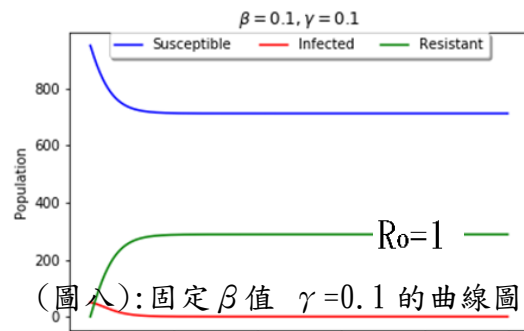 β = 0.1, γ = 0.1
Susceptible Infected Resistant
800
600
400
200
0
Population
R₀=1
(圖八):固定β值 γ=0.1的曲線圖